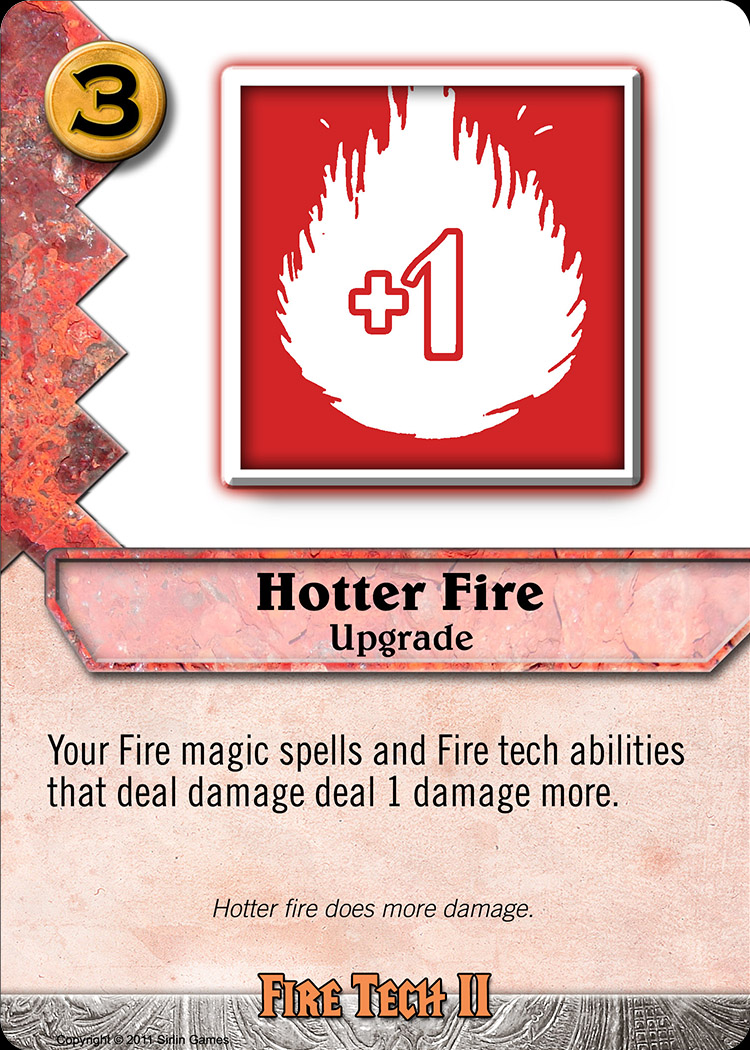 3
+1
Hotter Fire
Upgrade
Your Fire magic spells and Fire tech abilities
that deal damage deal 1 damage more.
Hotter fire does more damage.
Fire Tech II
Copyright © 2011 Sirlin Games